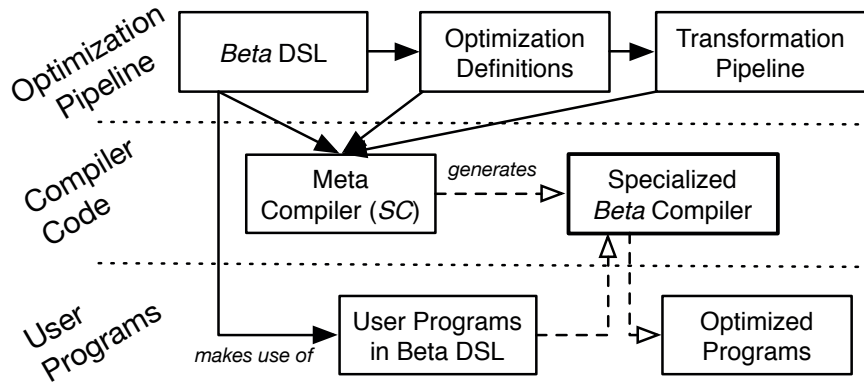 Optimization
Pipeline
Beta DSL
Optimization
Definitions
Transformation
Pipeline
Compiler
Code
Meta
Compiler (SC)
generates
Specialized
Beta Compiler
User
Programs
makes use of
User Programs
in Beta DSL
Optimized
Programs